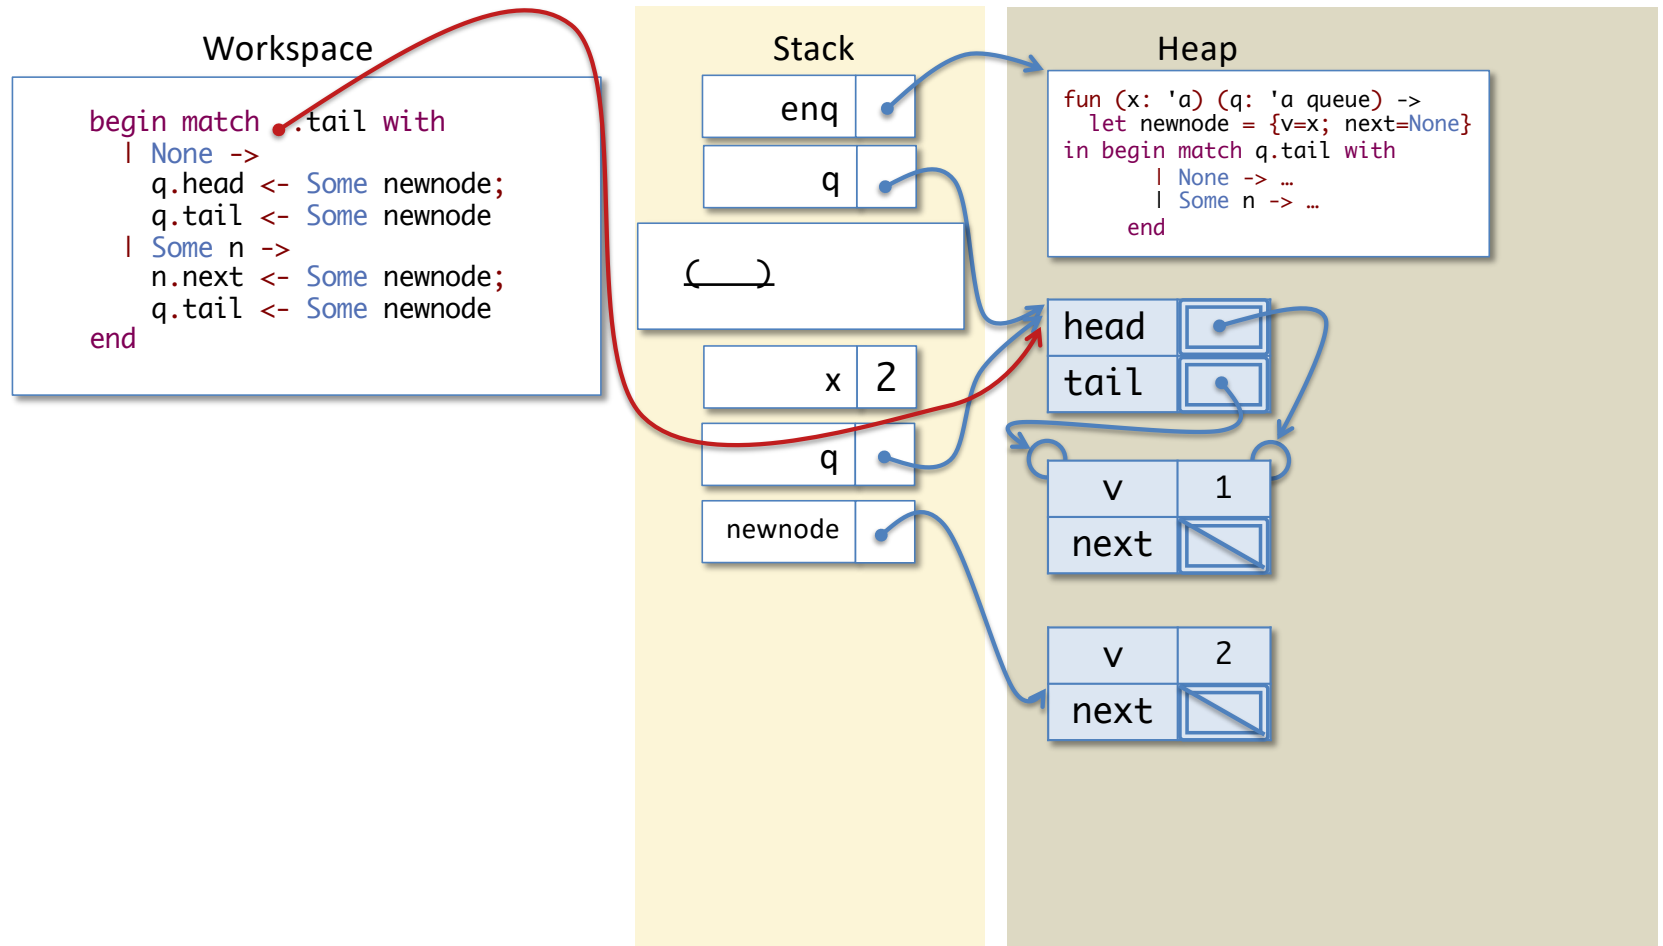 Workspace
begin match .tail with
| None ->
q.head <- Some newnode;
q.tail <- Some newnode
| Some n ->
n.next <- Some newnode;
q.tail <- Some newnode
end
Stack
enq
q
(____)
x 2
q
newnode
Heap
fun (x: 'a) (q: 'a queue) ->
let newnode = {v=x; next=None}
in begin match q.tail with
| None -> …
| Some n -> …
end
head
tail
v 1
next
v 2
next